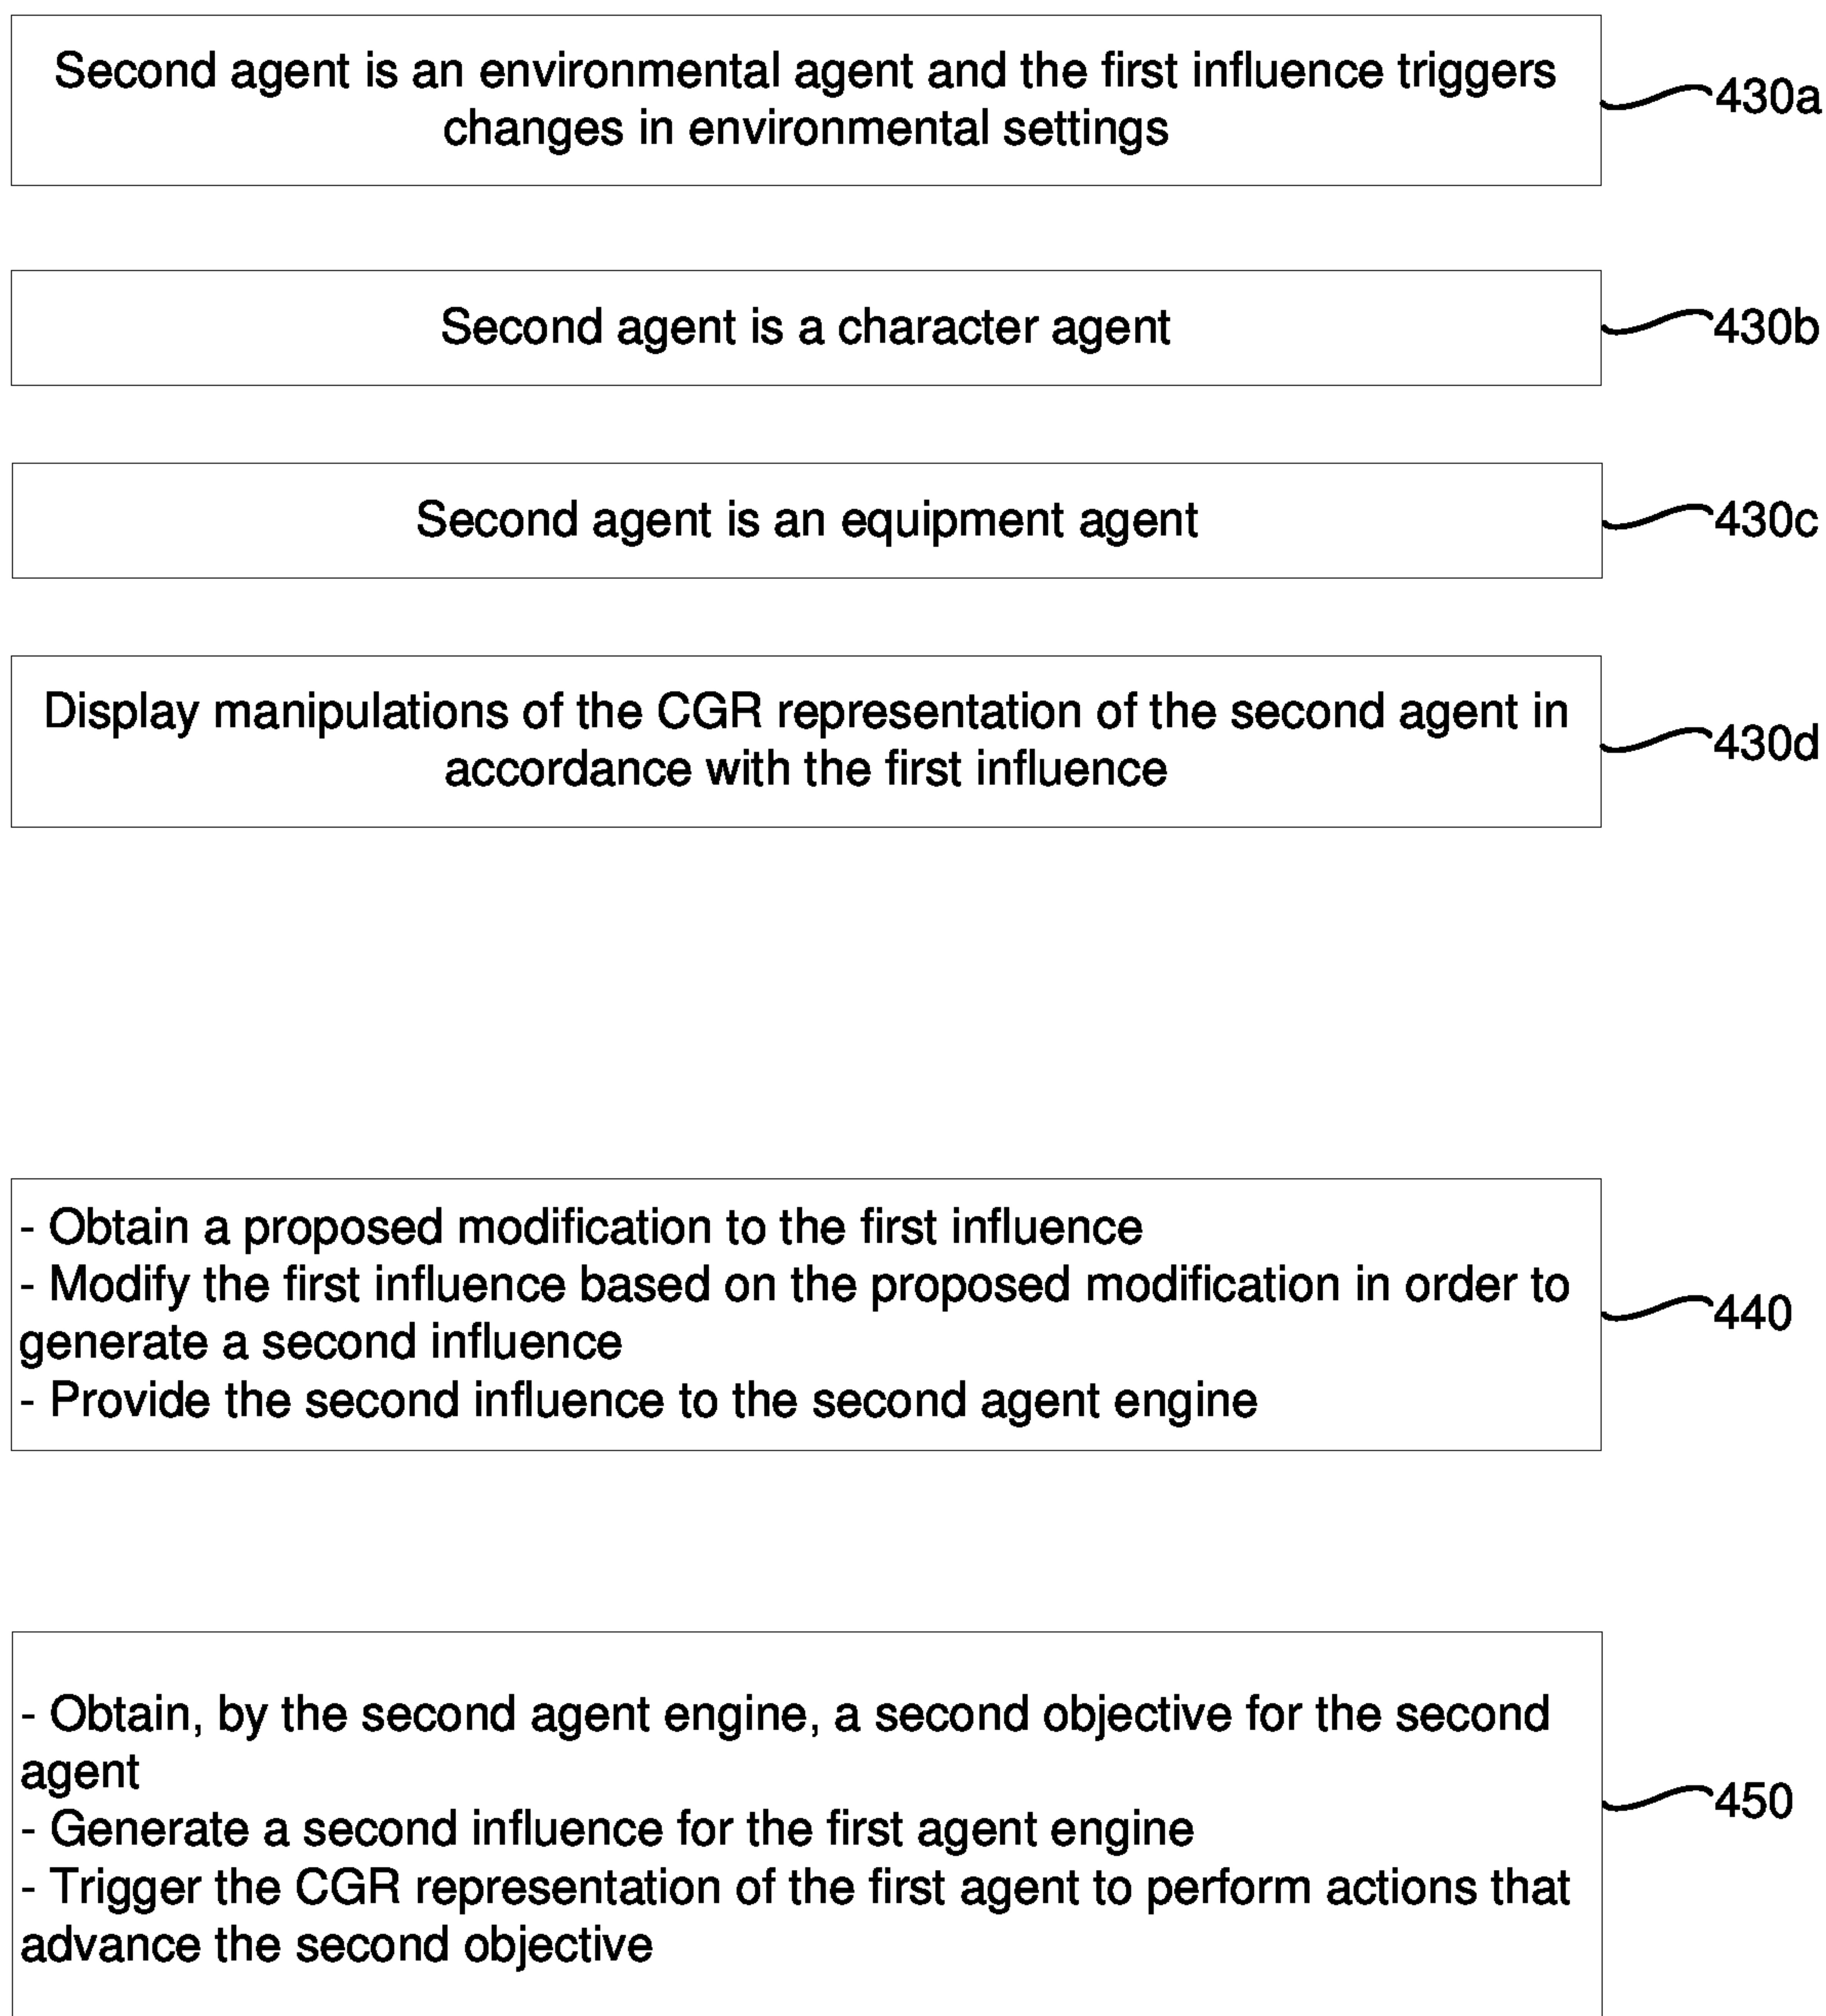 Second agent is an environmental agent and the first influence triggers
changes in environmental settings
430a
Second agent is a character agent
430b
Second agent is an equipment agent
430c
Display manipulations of the CGR representation of the second agent in
accordance with the first influence
430d
- Obtain a proposed modification to the first influence
- Modify the first influence based on the proposed modification in order to
generate a second influence
- Provide the second influence to the second agent engine
440
- Obtain, by the second agent engine, a second objective for the second
agent
- Generate a second influence for the first agent engine
- Trigger the CGR representation of the first agent to perform actions that
advance the second objective
450